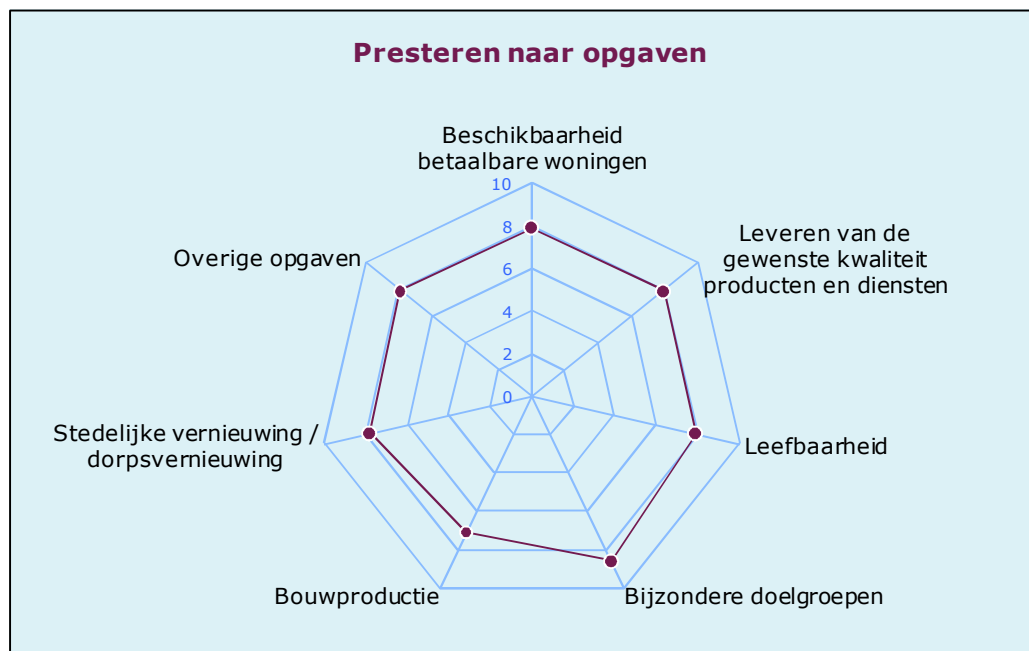 Presteren naar opgaven
Beschikbaarheid
betaalbare woningen
10
8
6
4
2
0
Leveren van de
gewenste kwaliteit
producten en diensten
Leefbaarheid
Bijzondere doelgroepen
Bouwproductie
Stedelijke vernieuwing /
dorpsvernieuwing
Overige opgaven